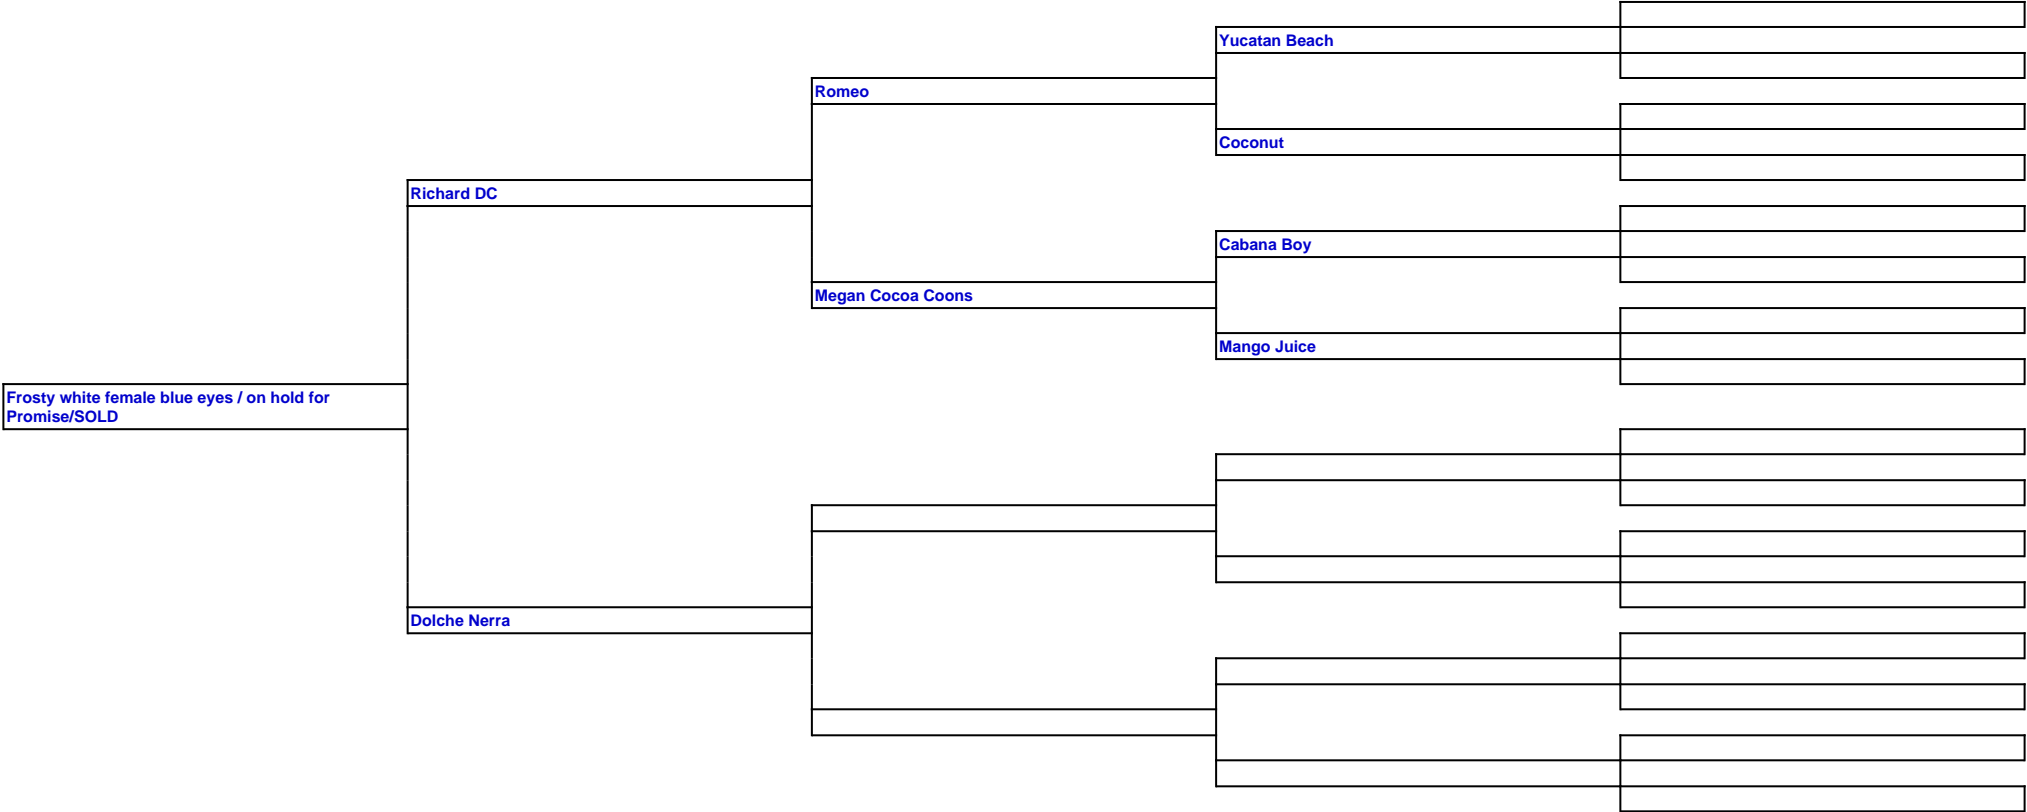 Yucatan Beach
Romeo
Coconut
Richard DC
Cabana Boy
Megan Cocoa Coons
Mango Juice
Frosty white female blue eyes / on hold for
Promise/SOLD
Dolche Nerra